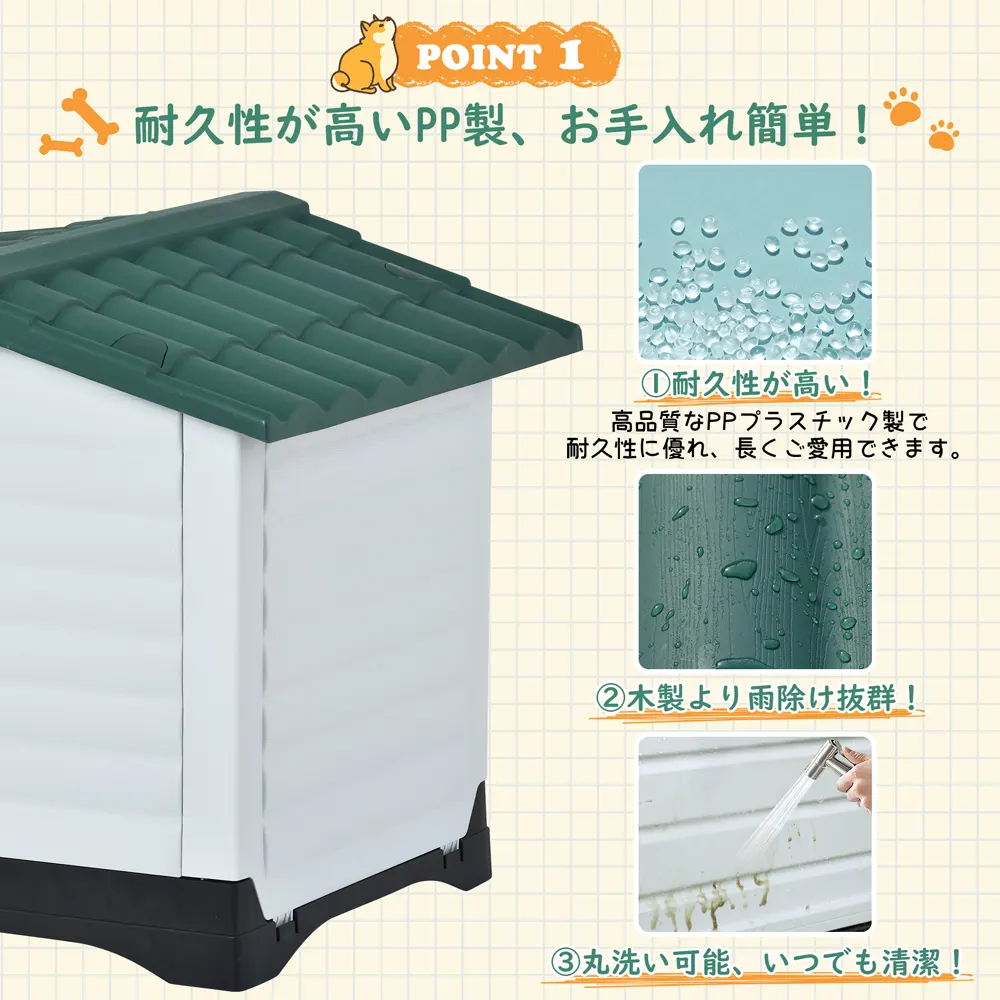 POINT 1
耐久性が高いPP製、お手入れ簡単！
①耐久性が高い！
高品質なPPプラスチック製で
耐久性に優れ、長くご愛用できます。
②木製より雨除け抜群！
③丸洗い可能、いつでも清潔！